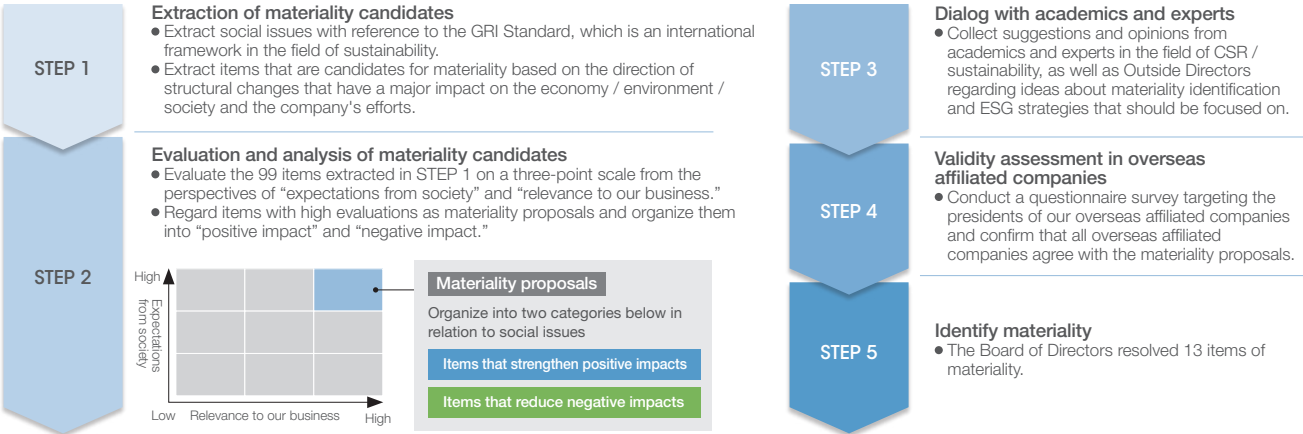 STEP 1
Extraction of materiality candidates
● Extract social issues with reference to the GRI Standard, which is an international
framework in the field of sustainability.
● Extract items that are candidates for materiality based on the direction of
structural changes that have a major impact on the economy / environment /
society and the company's efforts.
STEP 2
Evaluation and analysis of materiality candidates
● Evaluate the 99 items extracted in STEP 1 on a three-point scale from the
perspectives of “expectations from society” and “relevance to our business.”
● Regard items with high evaluations as materiality proposals and organize them
into “positive impact” and “negative impact.”
High
Expectations
from society
Low
Relevance to our business
High
Materiality proposals
Organize into two categories below in
relation to social issues
Items that strengthen positive impacts
Items that reduce negative impacts
STEP 3
Dialog with academics and experts
● Collect suggestions and opinions from
academics and experts in the field of CSR /
sustainability, as well as Outside Directors
regarding ideas about materiality identification
and ESG strategies that should be focused on.
STEP 4
Validity assessment in overseas
affiliated companies
● Conduct a questionnaire survey targeting the
presidents of our overseas affiliated companies
and confirm that all overseas affiliated
companies agree with the materiality proposals.
STEP 5
Identify materiality
● The Board of Directors resolved 13 items of
materiality.